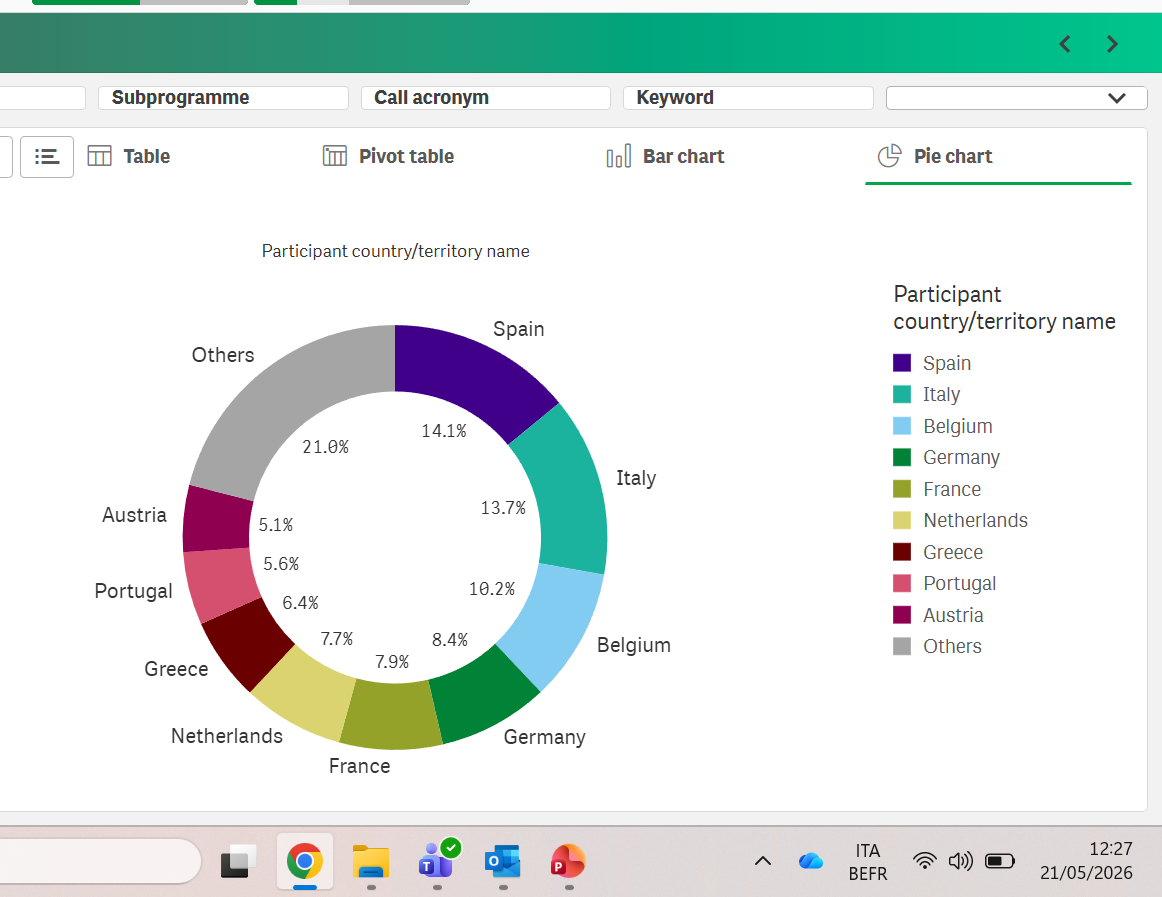 Subprogramme
Call acronym
Keyword
Table
Pivot table
Bar chart
Pie chart
Participant country/territory name
Spain
Others
14.1%
21.0%
Italy
13.7%
Austria
5.1%
5.6%
Portugal
10.2%
6.4%
7.7%
8.4%
Belgium
7.9%
Greece
Netherlands
Germany
France
Participant
country/territory name
Spain
Italy
Belgium
Germany
France
Netherlands
Greece
Portugal
Austria
Others
T
O
P
ITA
BEFR
12:27
21/05/2026